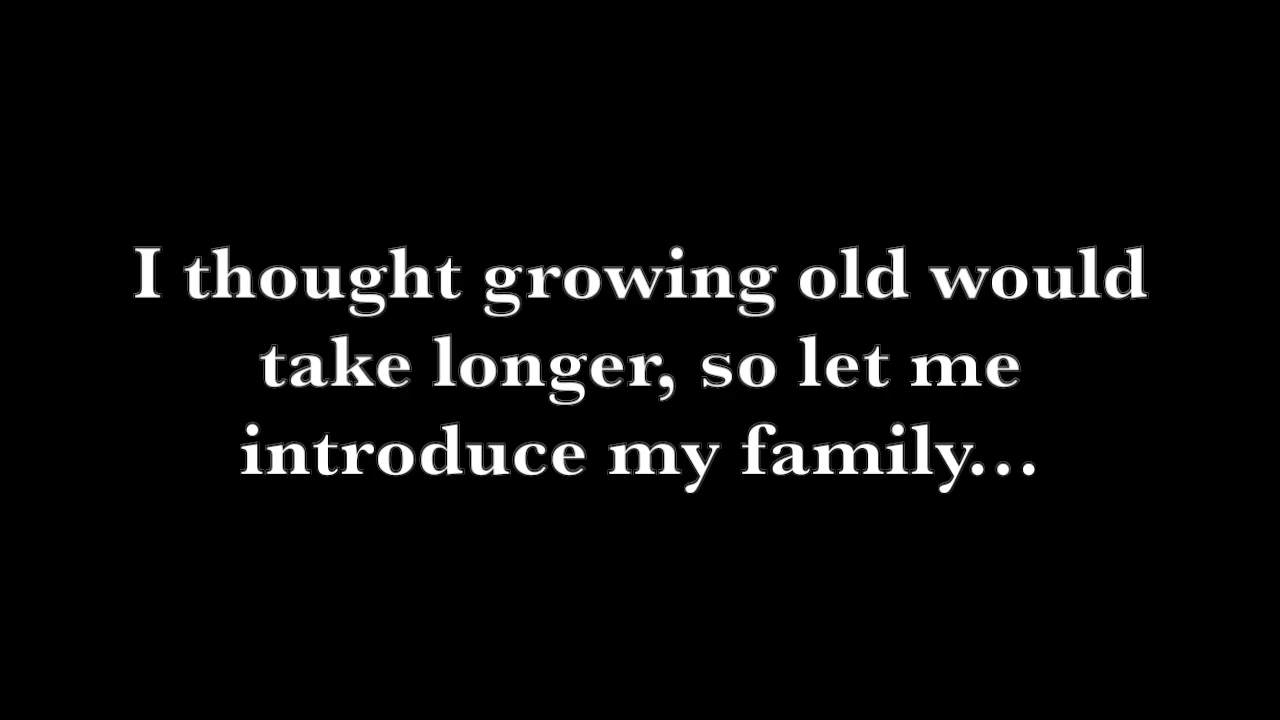 I thought growing old would
take longer, so let me
introduce my family...